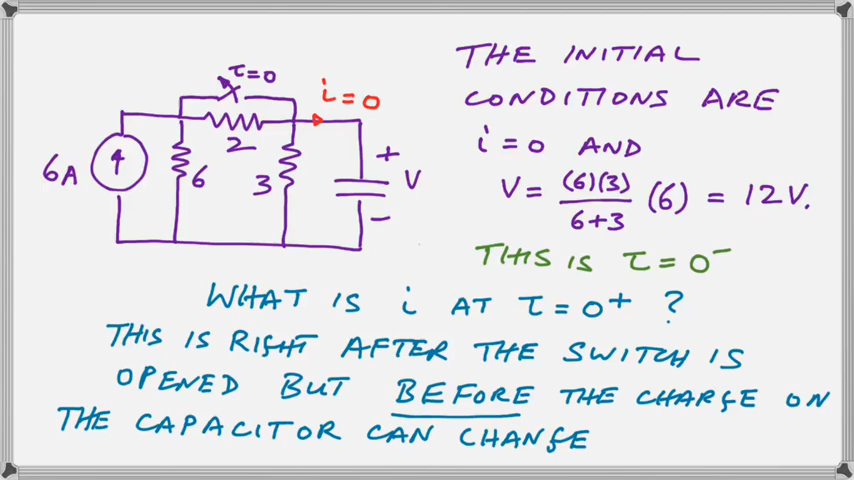 τ=0
i=0
6A
2
6
3
+
V
−
THE INITIAL
CONDITIONS ARE
i=0 AND
V= (6)(3)/6+3 (6) = 12V.
THIS IS τ=0⁻
WHAT IS i AT τ=0+ ?
THIS IS RIGHT AFTER THE SWITCH IS
OPENED BUT BEFORE THE CHARGE ON
THE CAPACITOR CAN CHANGE